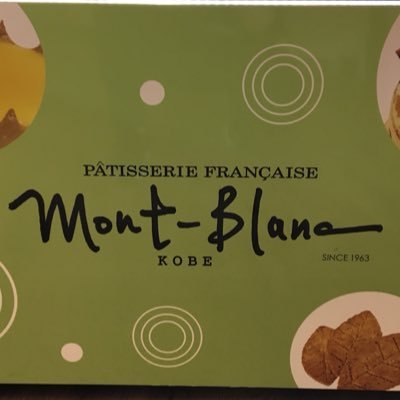 PÂTISSERIE FRANÇAISE
Mont-Blanc
KOBE
SINCE 1963